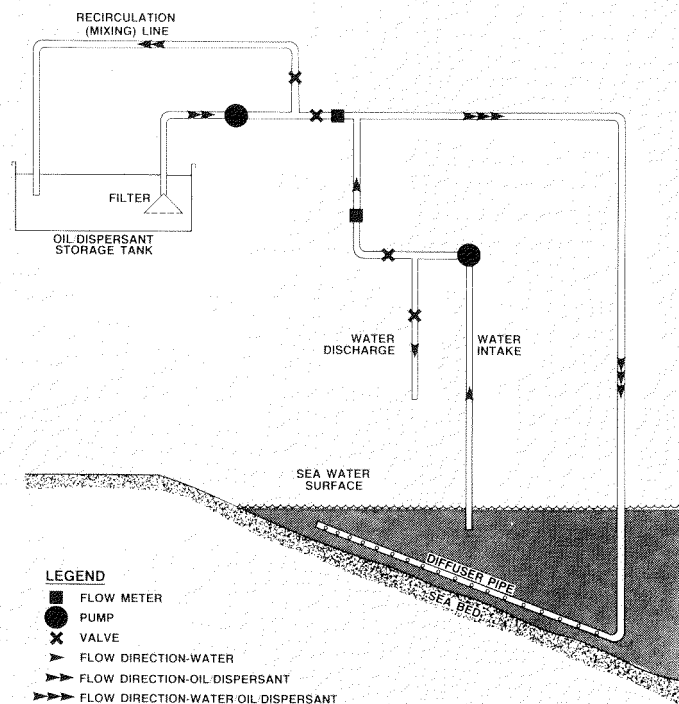 RECIRCULATION
(MIXING) LINE
FILTER
OIL/DISPERSANT
STORAGE TANK
WATER
DISCHARGE
WATER
INTAKE
SEA WATER
SURFACE
DIFFUSER PIPE
SEA BED
LEGEND
FLOW METER
PUMP
VALVE
FLOW DIRECTION-WATER
FLOW DIRECTION-OIL/DISPERSANT
FLOW DIRECTION-WATER/OIL/DISPERSANT